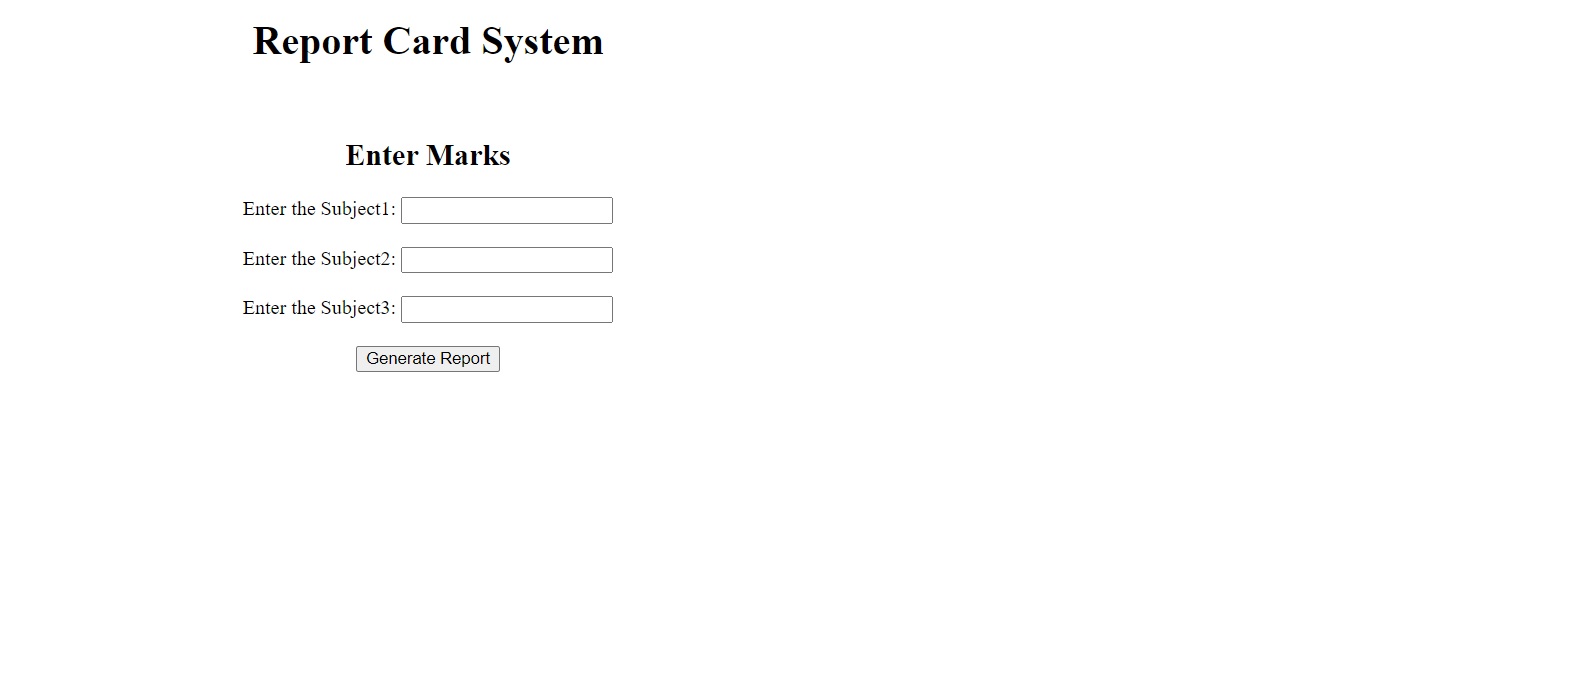 Report Card System
Enter Marks
Enter the Subject1:
Enter the Subject2:
Enter the Subject3:
Generate Report